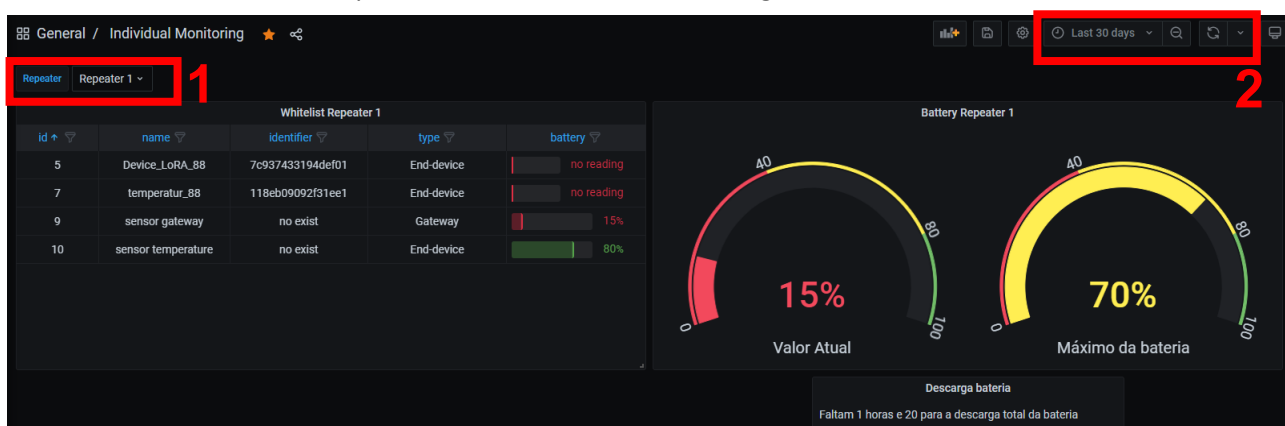 General / Individual Monitoring
Last 30 days
Repeater Repeater 1
1
2
Whitelist Repeater 1
id name identifier type battery
5 Device_LoRA_88 7c937433194def01 End-device no reading
7 temperatur_88 118eb09092f31ee1 End-device no reading
9 sensor gateway no exist Gateway 15%
10 sensor temperature no exist End-device 80%
Battery Repeater 1
0 40 80 100
15%
Valor Atual
0 40 80 100
70%
Máximo da bateria
Descarga bateria
Faltam 1 horas e 20 para a descarga total da bateria